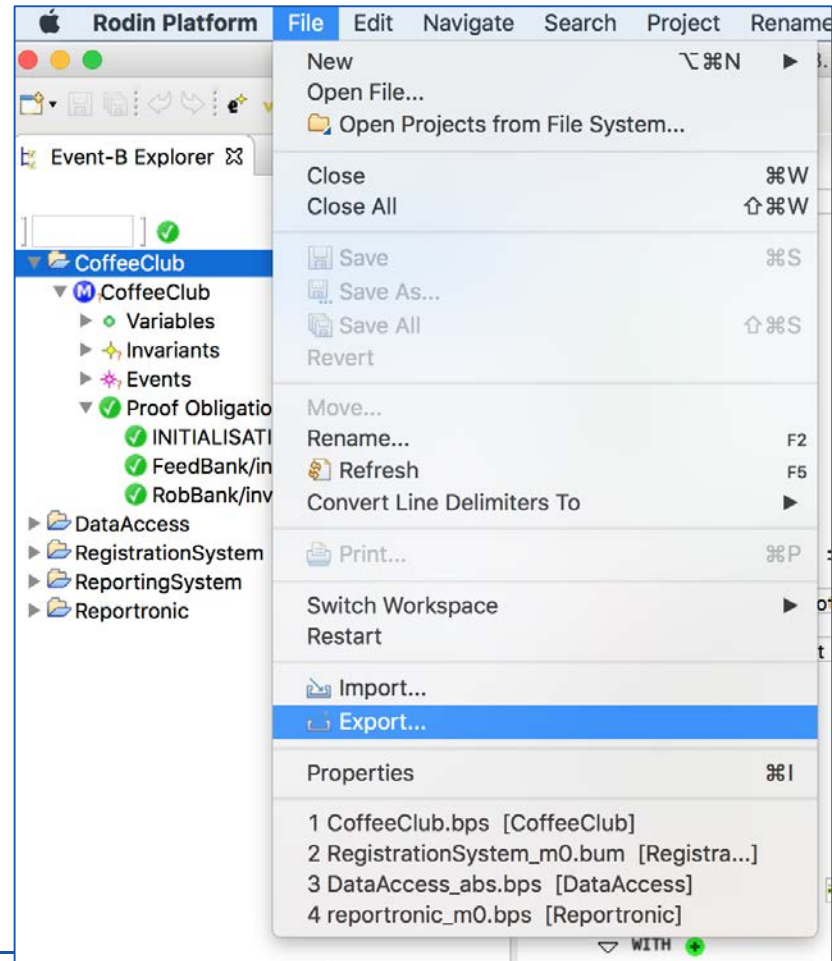 Rodin Platform File Edit Navigate Search Project Rename
New ⌥⌘N ▶
Open File...
Open Projects from File System...
Event-B Explorer
Close ⌘W
Close All ⇧⌘W
CoffeeClub
Save ⌘S
CoffeeClub
Save As...
Variables
Save All ⇧⌘S
Invariants
Revert
Events
Proof Obligatio
Move...
INITIALISATI
Rename... F2
FeedBank/in
Refresh F5
RobBank/inv
Convert Line Delimiters To ▶
DataAccess
RegistrationSystem
Print... ⌘P
ReportingSystem
Reportronic
Switch Workspace ▶
Restart
Import...
Export...
Properties ⌘I
1 CoffeeClub.bps [CoffeeClub]
2 RegistrationSystem_m0.bum [Registra...]
3 DataAccess_abs.bps [DataAccess]
4 reportronic_m0.bps [Reportronic]
WITH